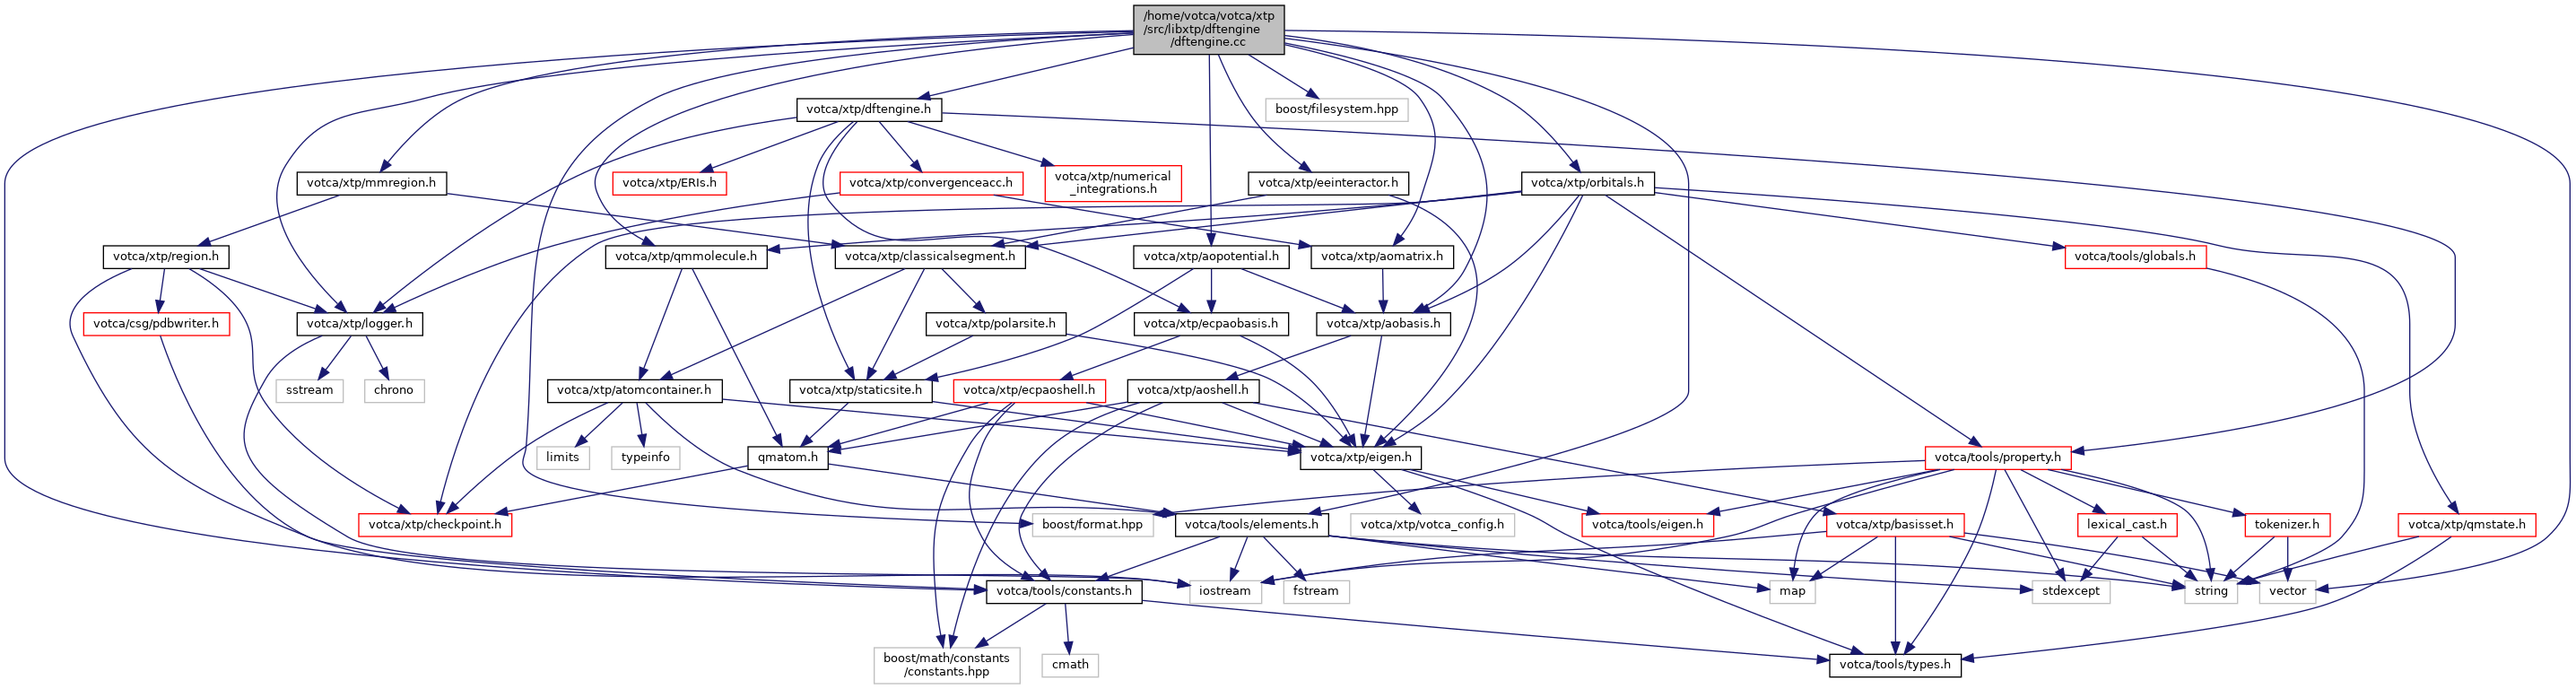 /home/votca/votca/xtp
/src/libxtp/dftengine
/dftengine.cc
votca/xtp/dftengine.h
boost/filesystem.hpp
votca/xtp/mmregion.h
votca/xtp/ERIs.h
votca/xtp/convergenceacc.h
votca/xtp/numerical
_integrations.h
votca/xtp/eeinteractor.h
votca/xtp/orbitals.h
votca/xtp/region.h
votca/xtp/qmmolecule.h
votca/xtp/classicalsegment.h
votca/xtp/aopotential.h
votca/xtp/aomatrix.h
votca/tools/globals.h
votca/csg/pdbwriter.h
votca/xtp/logger.h
votca/xtp/polarsite.h
votca/xtp/ecpaobasis.h
votca/xtp/aobasis.h
sstream
chrono
votca/xtp/atomcontainer.h
votca/xtp/staticsite.h
votca/xtp/ecpaoshell.h
votca/xtp/aoshell.h
limits
typeinfo
qmatom.h
votca/xtp/eigen.h
votca/tools/property.h
votca/xtp/checkpoint.h
boost/format.hpp
votca/tools/elements.h
votca/xtp/votca_config.h
votca/tools/eigen.h
votca/xtp/basisset.h
lexical_cast.h
tokenizer.h
votca/xtp/qmstate.h
votca/tools/constants.h
iostream
fstream
map
stdexcept
string
vector
boost/math/constants
/constants.hpp
cmath
votca/tools/types.h